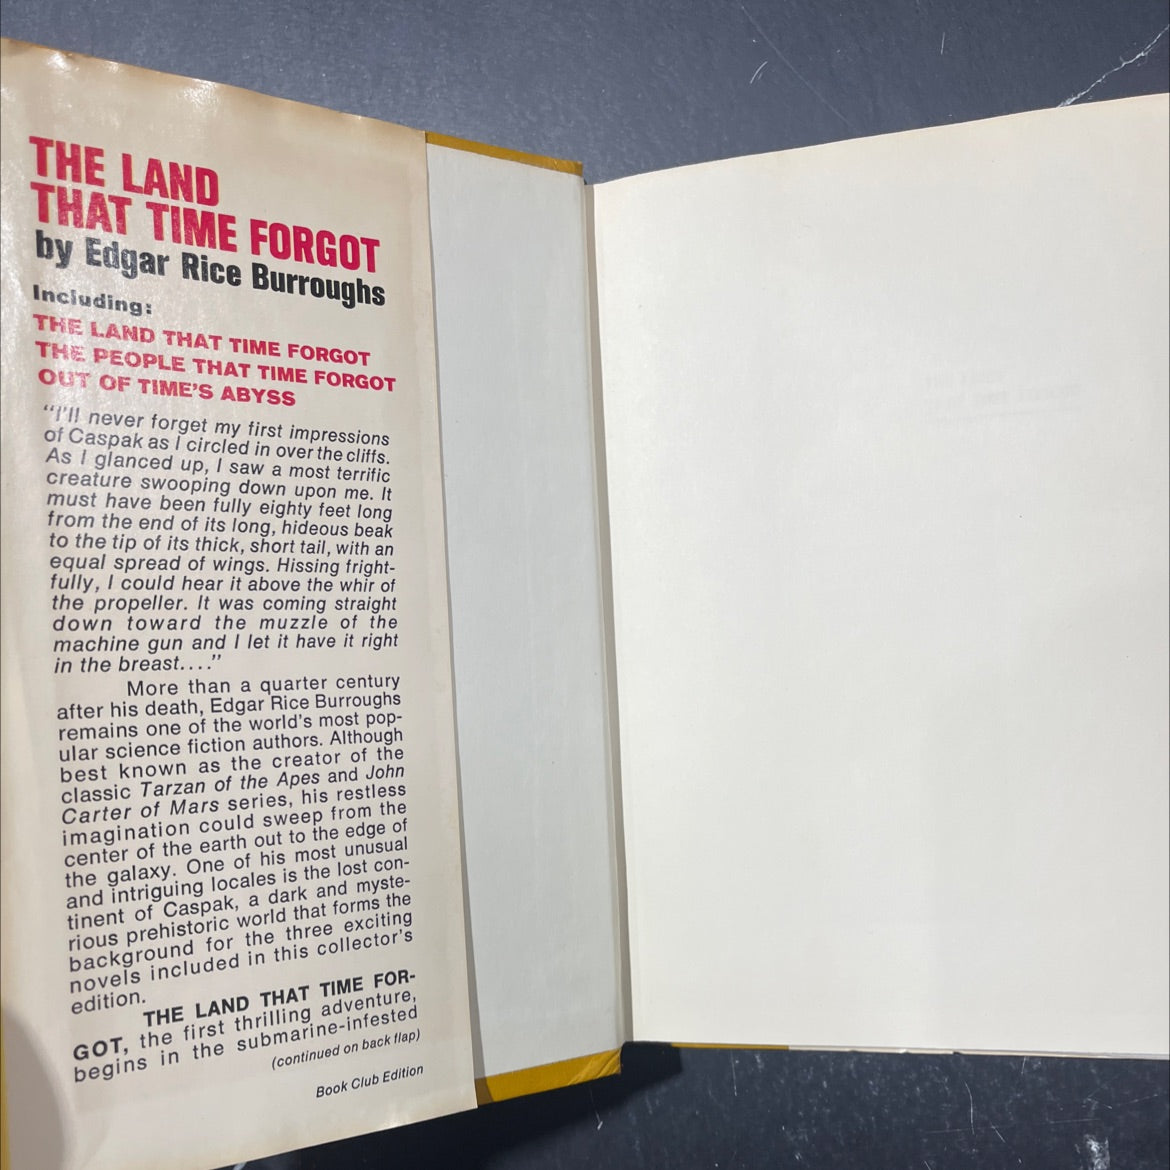 THE LAND
THAT TIME FORGOT
by Edgar Rice Burroughs
Including:
THE LAND THAT TIME FORGOT
THE PEOPLE THAT TIME FORGOT
OUT OF TIME'S ABYSS
“I'll never forget my first impressions
of Caspak as I circled in over the cliffs.
As I glanced up, I saw a most terrific
creature swooping down upon me. It
must have been fully eighty feet long
from the end of its long, hideous beak
to the tip of its thick, short tail, with an
equal spread of wings. Hissing fright-
fully, I could hear it above the whir of
the propeller. It was coming straight
down toward the muzzle of the
machine gun and I let it have it right
in the breast....”
More than a quarter century
after his death, Edgar Rice Burroughs
remains one of the world's most pop-
ular science fiction authors. Although
best known as the creator of the
classic Tarzan of the Apes and John
Carter of Mars series, his restless
imagination could sweep from the
center of the earth out to the edge of
the galaxy. One of his most unusual
and intriguing locales is the lost con-
tinent of Caspak, a dark and myste-
rious prehistoric world that forms the
background for the three exciting
novels included in this collector's
edition.
THE LAND THAT TIME FOR-
GOT, the first thrilling adventure,
begins in the submarine-infested
(continued on back flap)
Book Club Edition